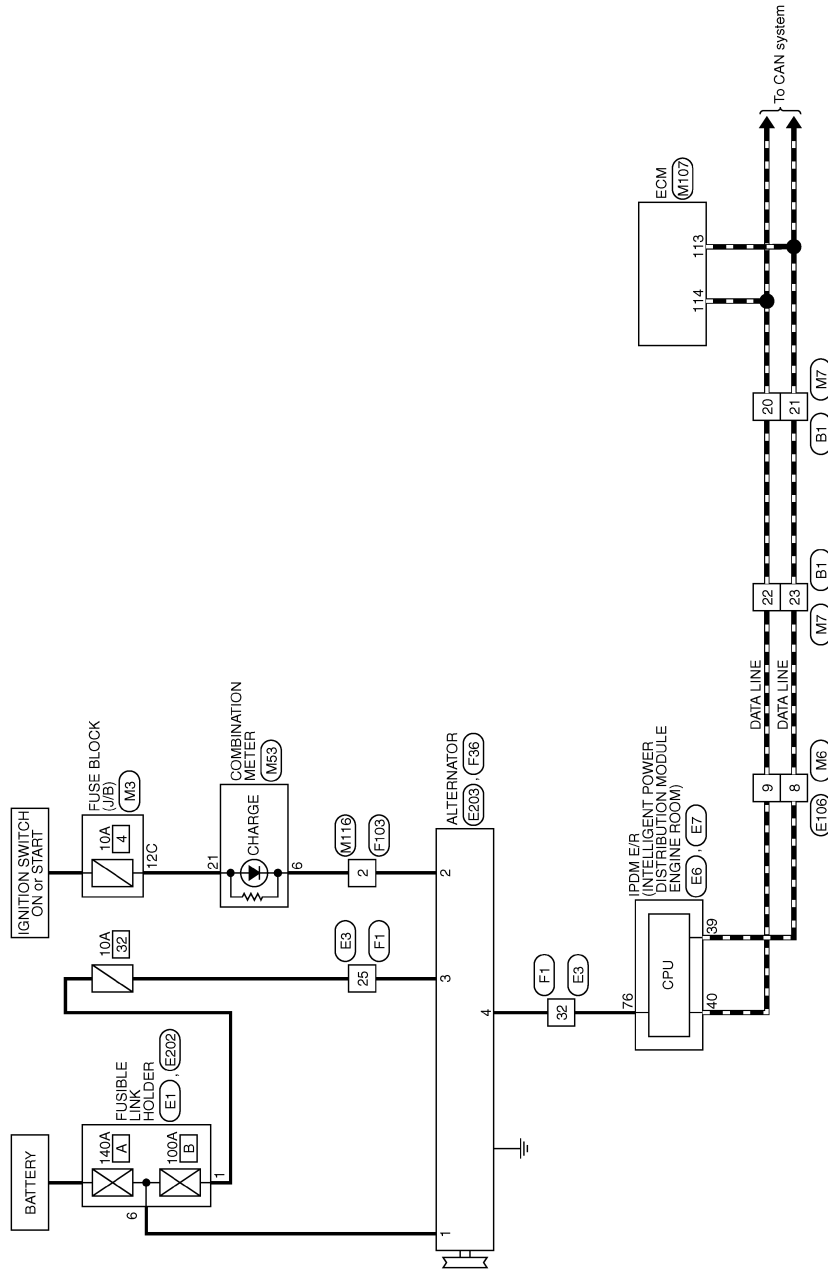 BATTERY
FUSIBLE
LINK
HOLDER
E1 , E202
140A
A
100A
B
6
1
10A
32
IGNITION SWITCH
ON or START
FUSE BLOCK
(J/B)
M3
10A
4
12C
COMBINATION
METER
M53
CHARGE
21
6
E3
25
F1
M116
2
F103
ALTERNATOR
E203 , F36
1
3
2
4
F1
32
E3
IPDM E/R
(INTELLIGENT POWER
DISTRIBUTION MODULE
ENGINE ROOM)
E6 , E7
76
CPU
40
39
9
8
E106
M6
DATA LINE
DATA LINE
22
23
M7
B1
20
21
B1
M7
ECM
M107
114
113
To CAN system